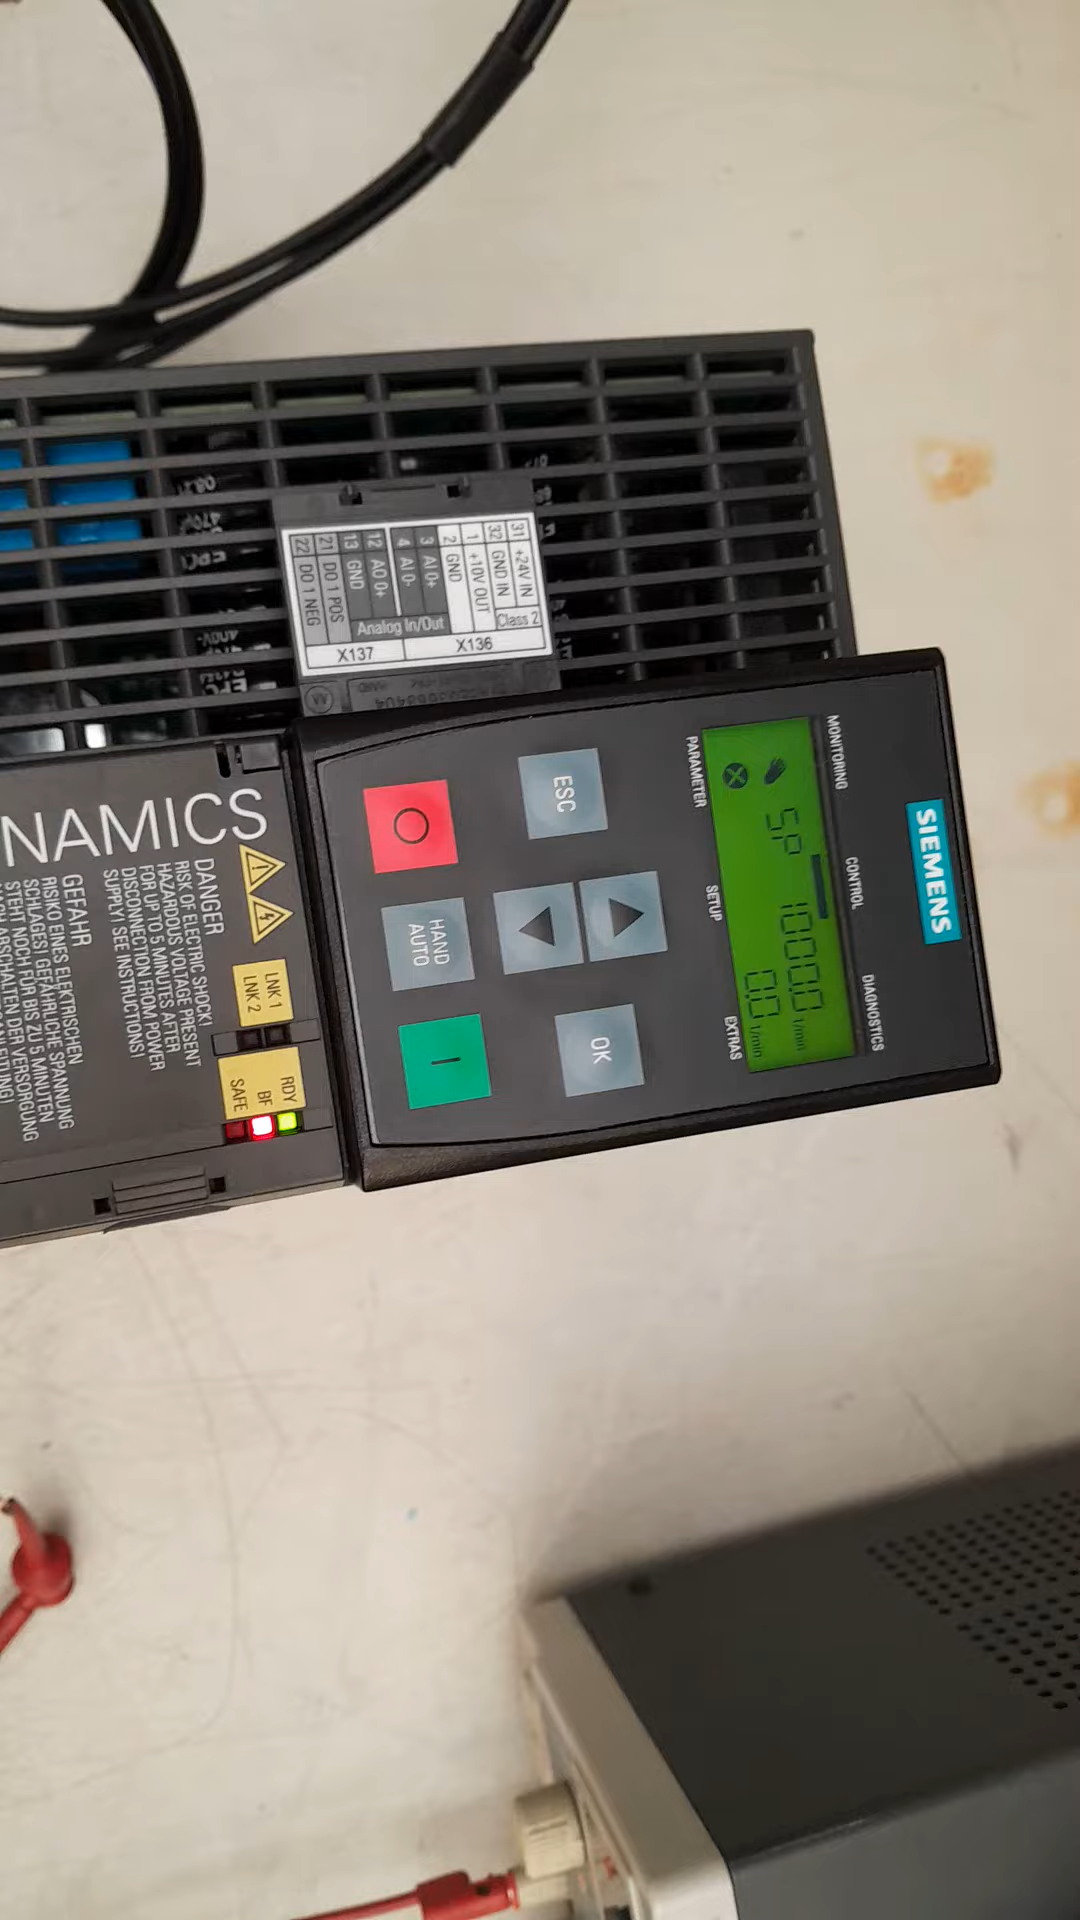 SIEMENS
MONITORING CONTROL DIAGNOSTICS
SP 1000.0 1/min
0.0 1/min
PARAMETER SETUP EXTRAS
ESC
OK
HAND
AUTO
31 +24V IN
32 GND IN
Class 2
1 +10V OUT
2 GND
3 AI 0+
4 AI 0-
12 AO 0+
13 GND
21 DO 1 POS
22 DO 1 NEG
Analog In/Out
X136
X137
NAMICS
LNK 1
LNK 2
RDY
BF
SAFE
DANGER
RISK OF ELECTRIC SHOCK!
HAZARDOUS VOLTAGE PRESENT
FOR UP TO 5 MINUTES AFTER
DISCONNECTION FROM POWER
SUPPLY! SEE INSTRUCTIONS!
GEFAHR
RISIKO EINES ELEKTRISCHEN
SCHLAGES! GEFÄHRLICHE SPANNUNG
STEHT NOCH FÜR BIS ZU 5 MINUTEN